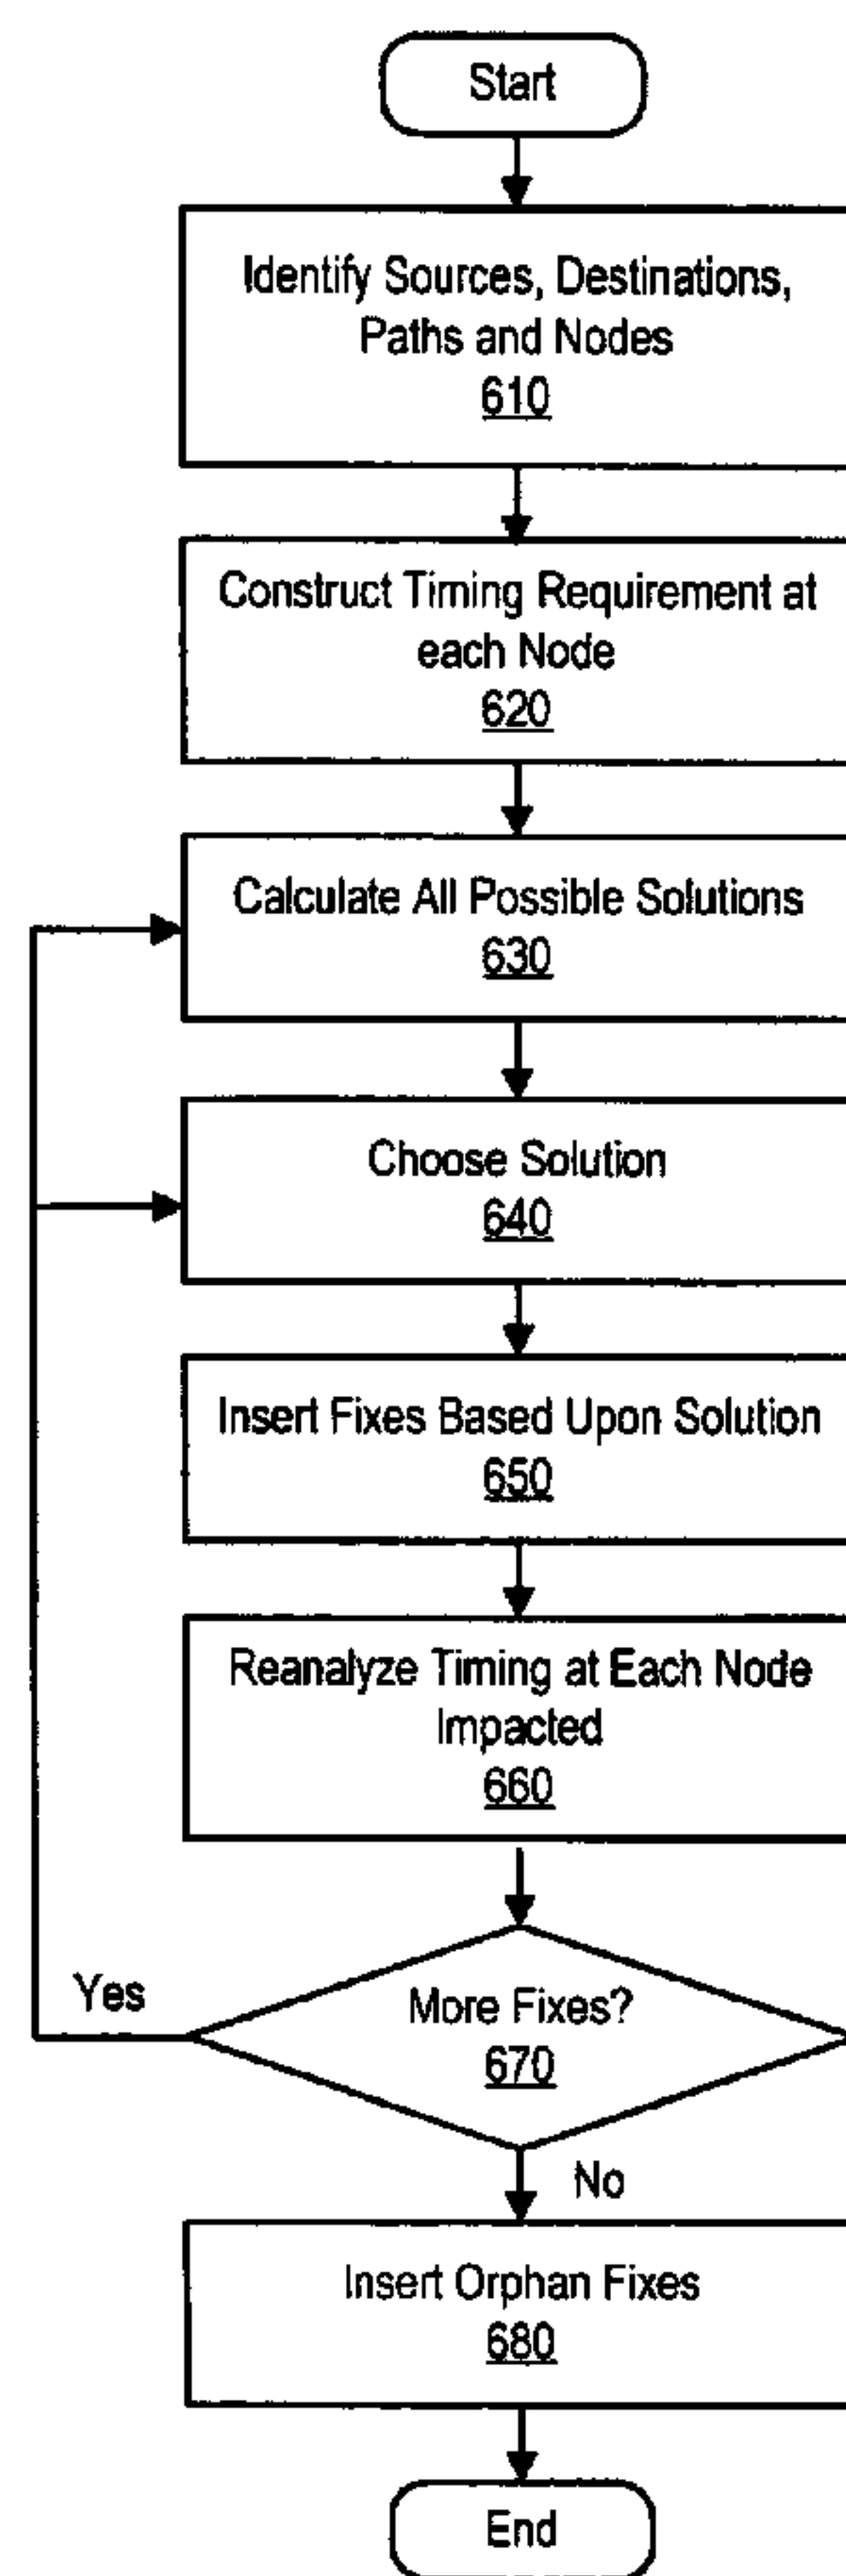 Start
Identify Sources, Destinations,
Paths and Nodes
610
Construct Timing Requirement at
each Node
620
Calculate All Possible Solutions
630
Choose Solution
640
Insert Fixes Based Upon Solution
650
Reanalyze Timing at Each Node
Impacted
660
Yes
More Fixes?
670
No
Insert Orphan Fixes
680
End